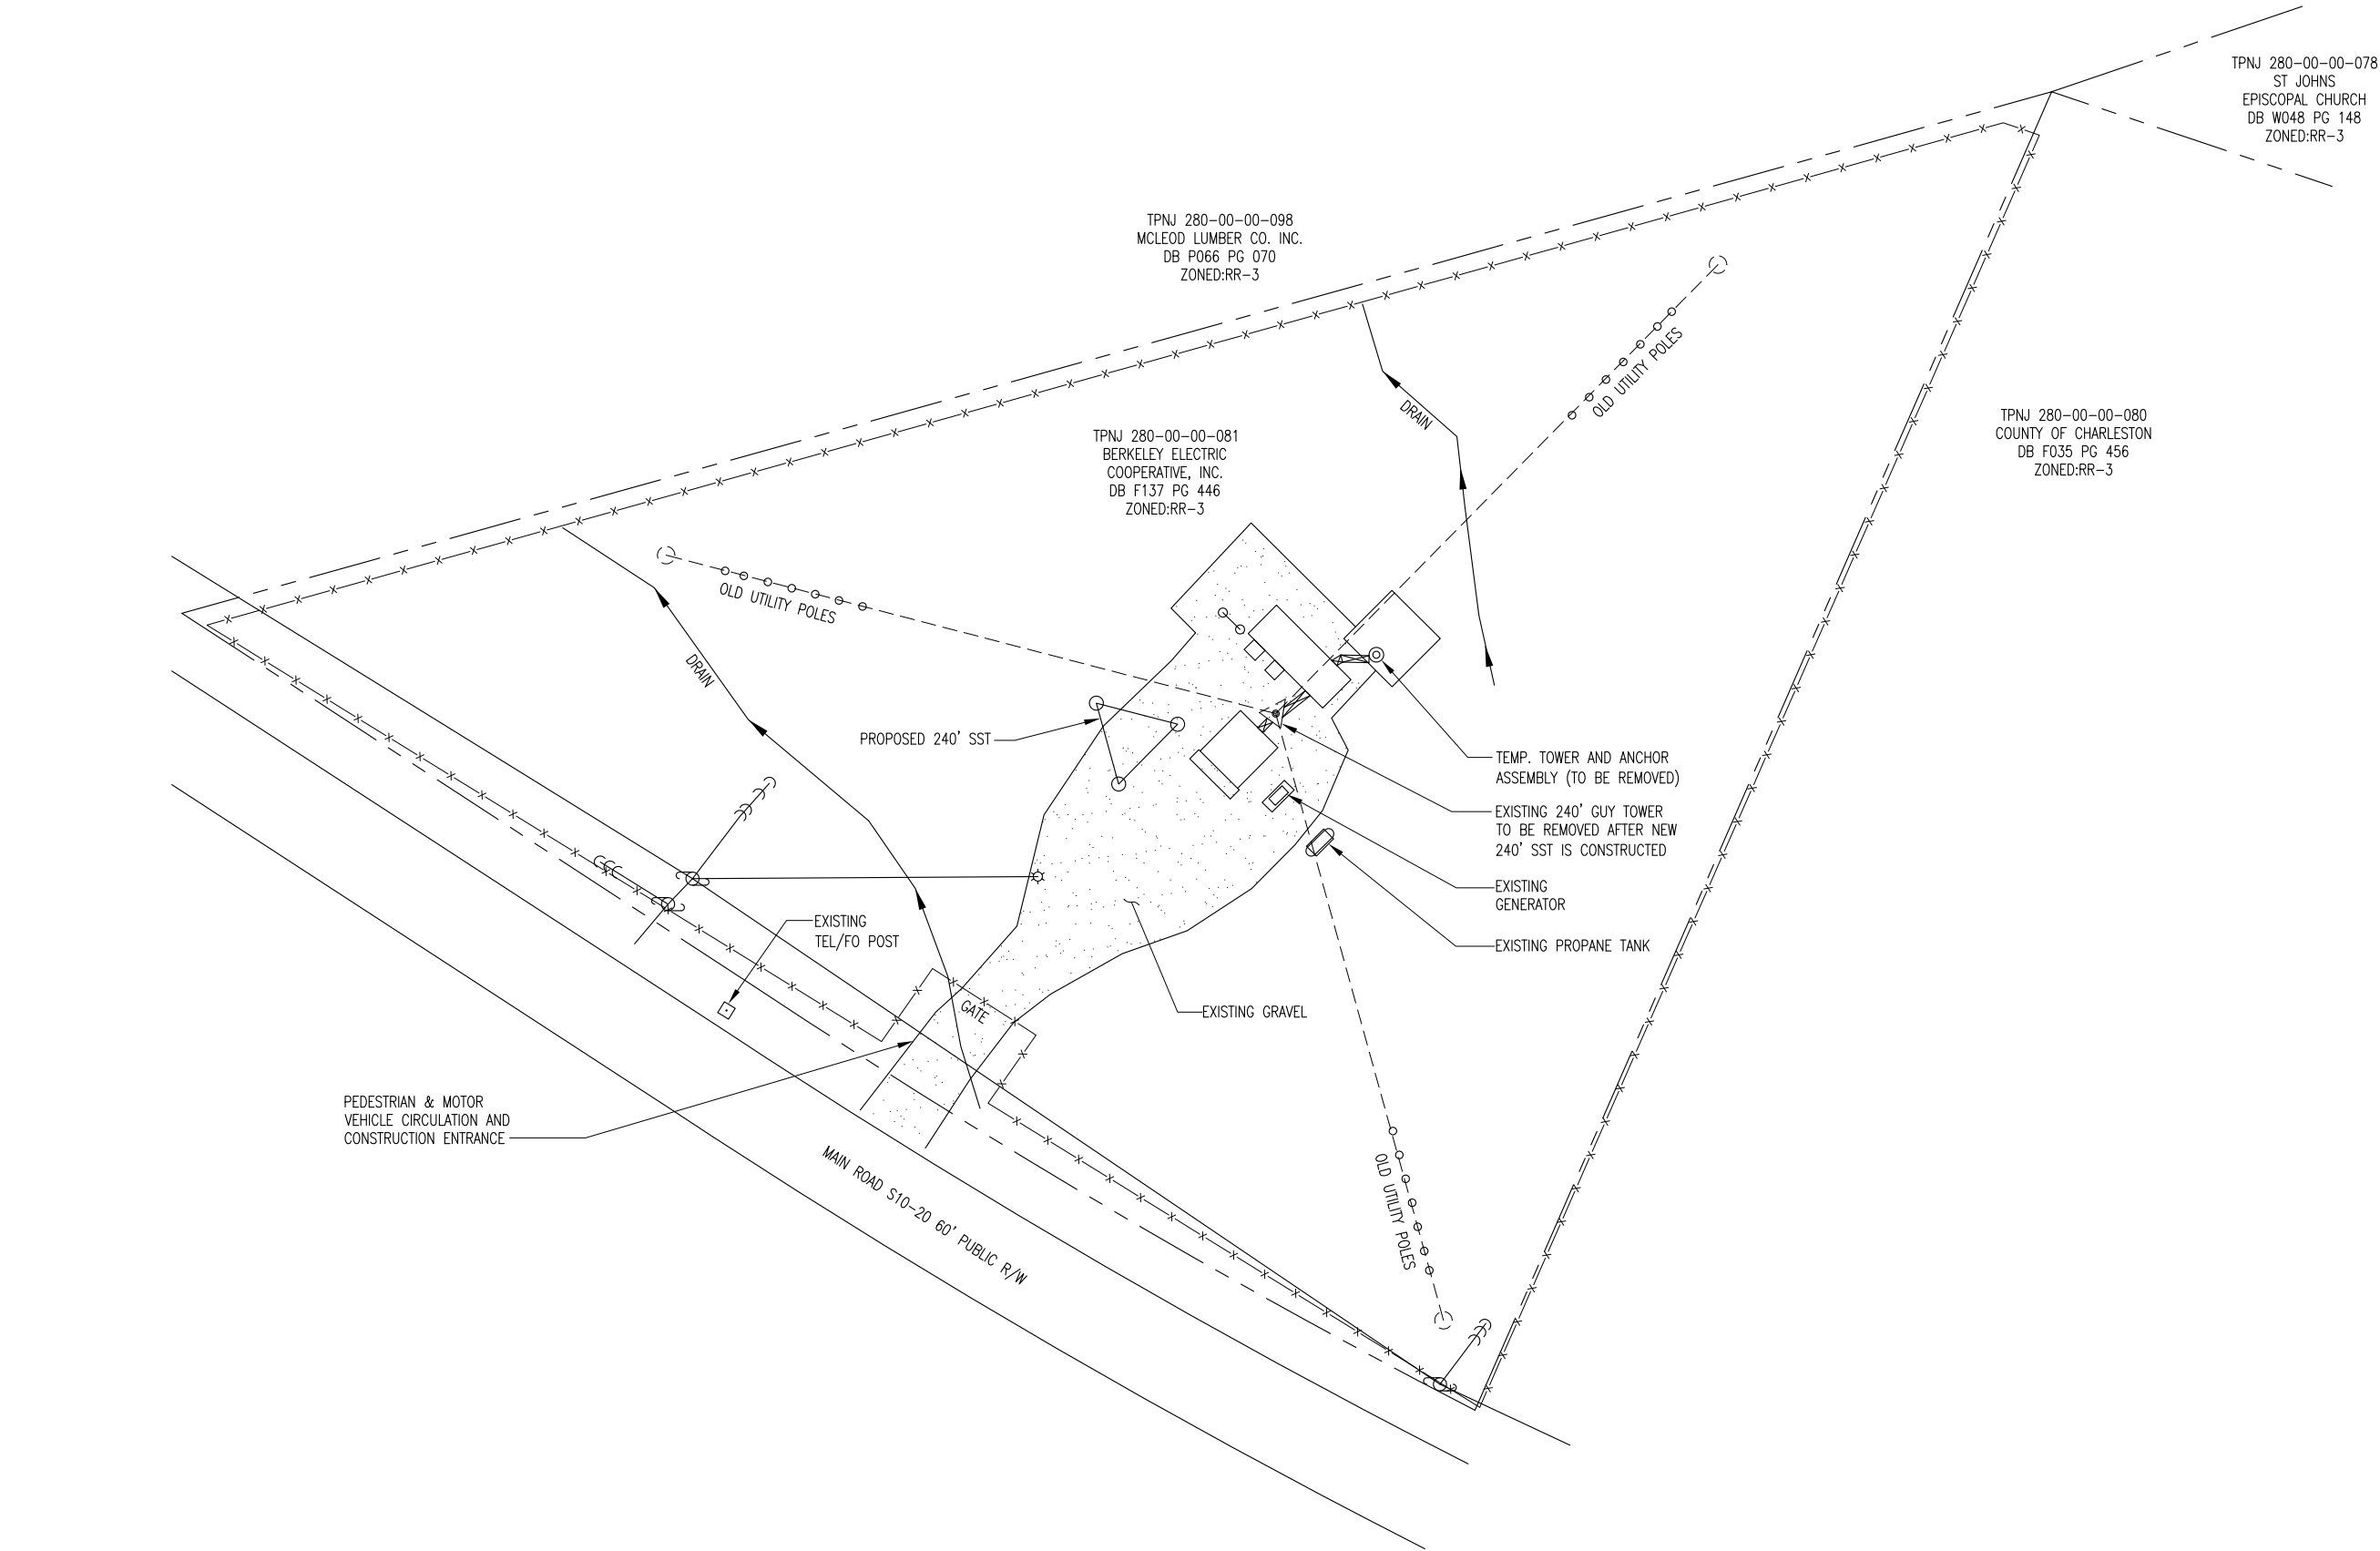 TPNJ 280-00-00-078
ST JOHNS
EPISCOPAL CHURCH
DB W048 PG 148
ZONED:RR-3
TPNJ 280-00-00-098
MCLEOD LUMBER CO. INC.
DB P066 PG 070
ZONED:RR-3
OLD UTILITY POLES
DRAIN
TPNJ 280-00-00-080
COUNTY OF CHARLESTON
DB F035 PG 456
ZONED:RR-3
TPNJ 280-00-00-081
BERKELEY ELECTRIC
COOPERATIVE, INC.
DB F137 PG 446
ZONED:RR-3
OLD UTILITY POLES
DRAIN
PROPOSED 240' SST
TEMP. TOWER AND ANCHOR
ASSEMBLY (TO BE REMOVED)
EXISTING 240' GUY TOWER
TO BE REMOVED AFTER NEW
240' SST IS CONSTRUCTED
EXISTING
GENERATOR
EXISTING PROPANE TANK
EXISTING
TEL/FO POST
GATE
EXISTING GRAVEL
PEDESTRIAN & MOTOR
VEHICLE CIRCULATION AND
CONSTRUCTION ENTRANCE
MAIN ROAD S10-20 60' PUBLIC R/W
OLD UTILITY POLES